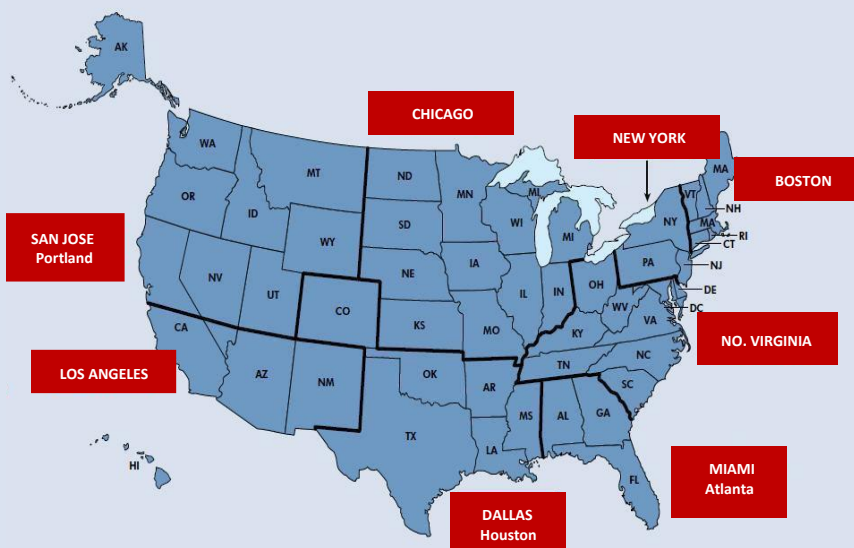 AK
CHICAGO
NEW YORK
WA
MT
ND
MN
MI
VT
MA
BOSTON
OR
ID
SD
WI
MI
NY
MA
NH
RI
CT
SAN JOSE
Portland
WY
NV
UT
NE
IA
IL
IN
OH
PA
NJ
DE
DC
CO
KS
MO
WV
VA
KY
NO. VIRGINIA
CA
LOS ANGELES
AZ
NM
OK
AR
TN
NC
SC
TX
LA
MS
AL
GA
HI
FL
MIAMI
Atlanta
DALLAS
Houston